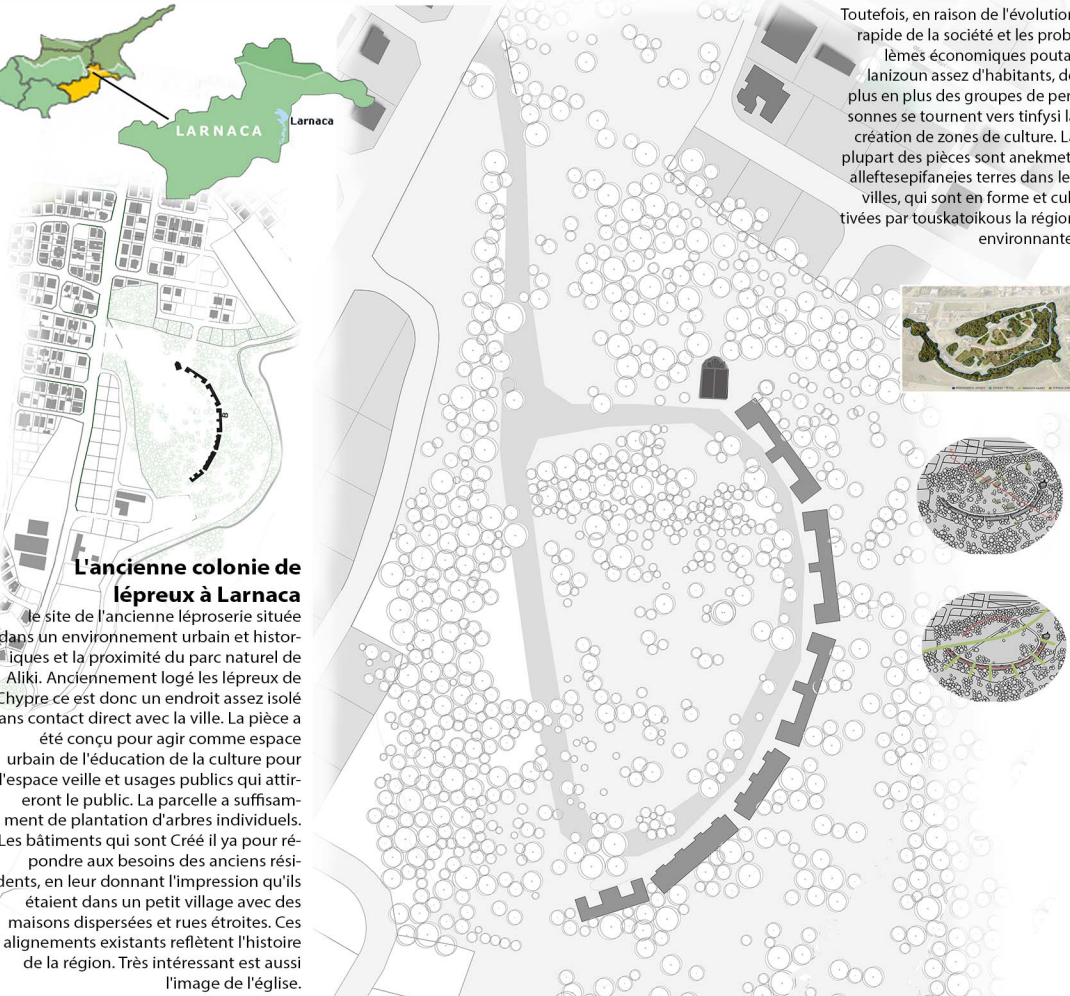 LARNACA
Larnaca
L'ancienne colonie de
lépreux à Larnaca
le site de l'ancienne léproserie située
dans un environnement urbain et histor-
iques et la proximité du parc naturel de
Aliki. Anciennement logé les lépreux de
Chypre ce est donc un endroit assez isolé
ans contact direct avec la ville. La pièce a
été conçu pour agir comme espace
urbain de l'éducation de la culture pour
l'espace veille et usages publics qui attir-
eront le public. La parcelle a suffisam-
ment de plantation d'arbres individuels.
Les bâtiments qui sont Créé il ya pour ré-
pondre aux besoins des anciens rési-
dents, en leur donnant l'impression qu'ils
étaient dans un petit village avec des
maisons dispersées et rues étroites. Ces
alignements existants reflètent l'histoire
de la région. Très intéressant est aussi
l'image de l'église.
Toutefois, en raison de l'évolution
rapide de la société et les prob-
lèmes économiques pouta-
lanizoun assez d'habitants, de
plus en plus des groupes de per-
sonnes se tournent vers tinfysi la
création de zones de culture. La
plupart des pièces sont anekmet-
alleftesepifaneies terres dans les
villes, qui sont en forme et cul-
tivées par touskatoikous la région
environnante